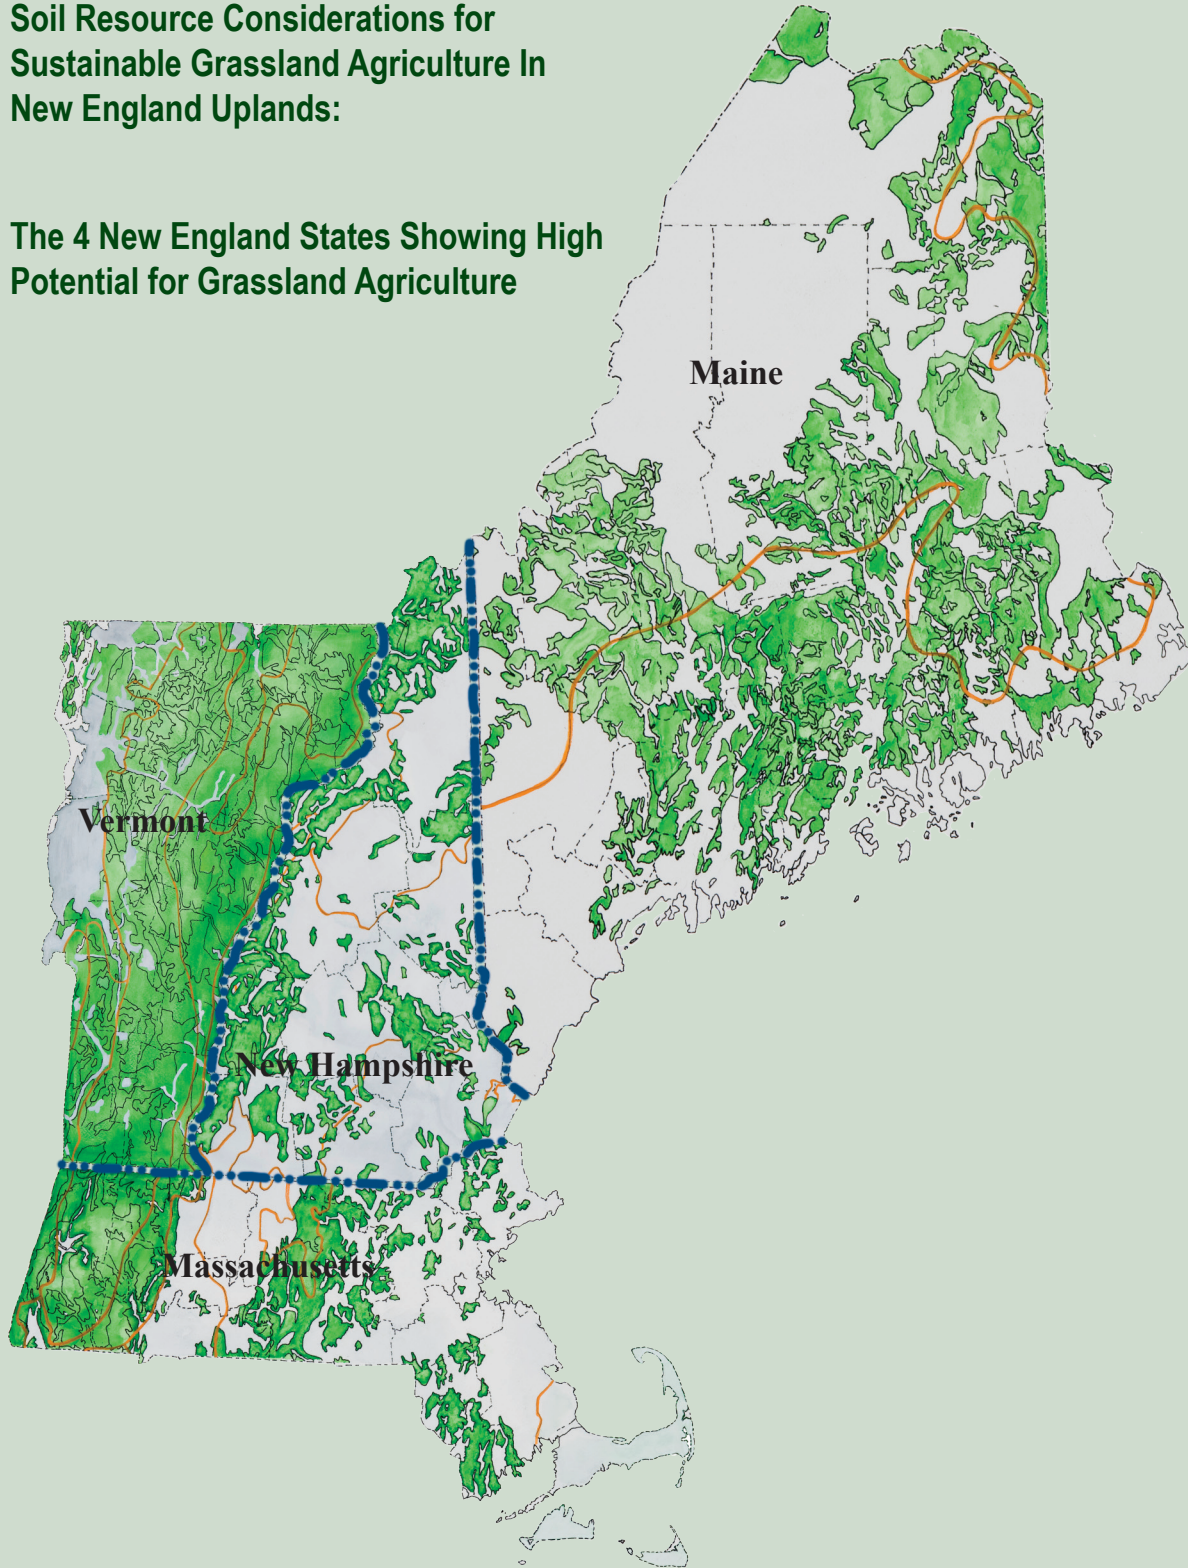 Soil Resource Considerations for
Sustainable Grassland Agriculture In
New England Uplands:
The 4 New England States Showing High
Potential for Grassland Agriculture
Maine
Vermont
New Hampshire
Massachusetts